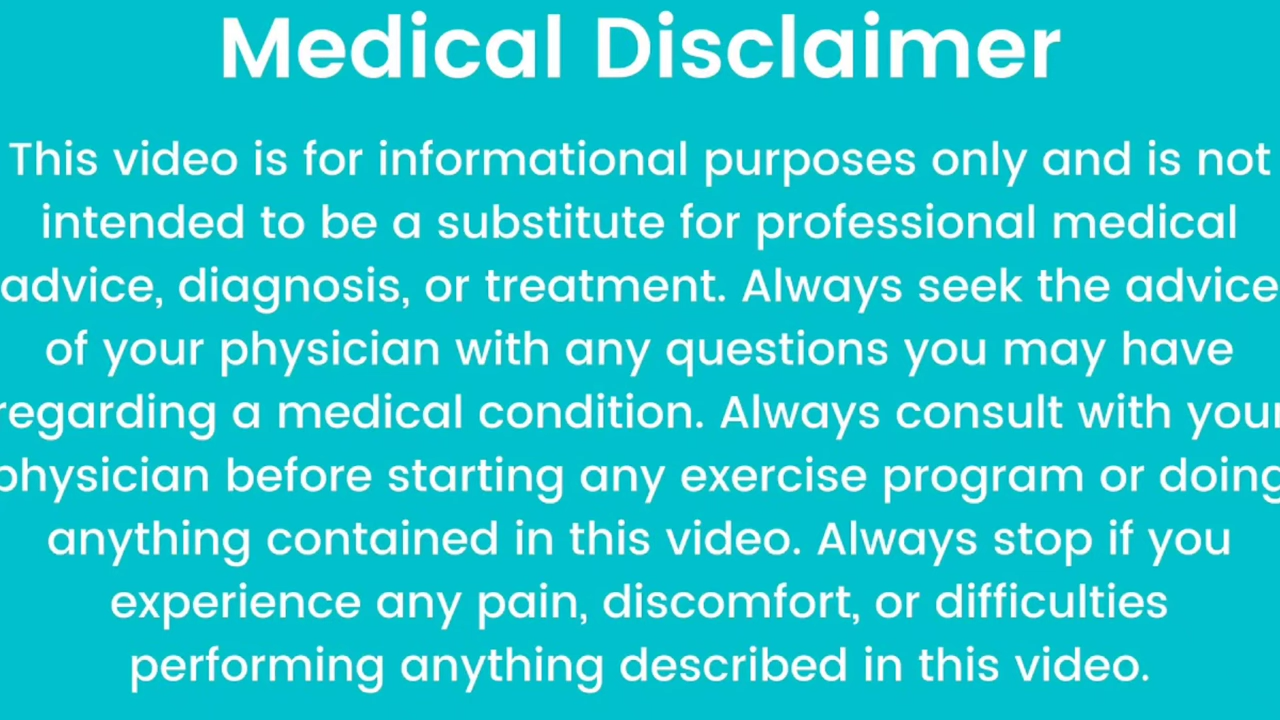 Medical Disclaimer
This video is for informational purposes only and is not
intended to be a substitute for professional medical
advice, diagnosis, or treatment. Always seek the advice
of your physician with any questions you may have
regarding a medical condition. Always consult with your
physician before starting any exercise program or doing
anything contained in this video. Always stop if you
experience any pain, discomfort, or difficulties
performing anything described in this video.